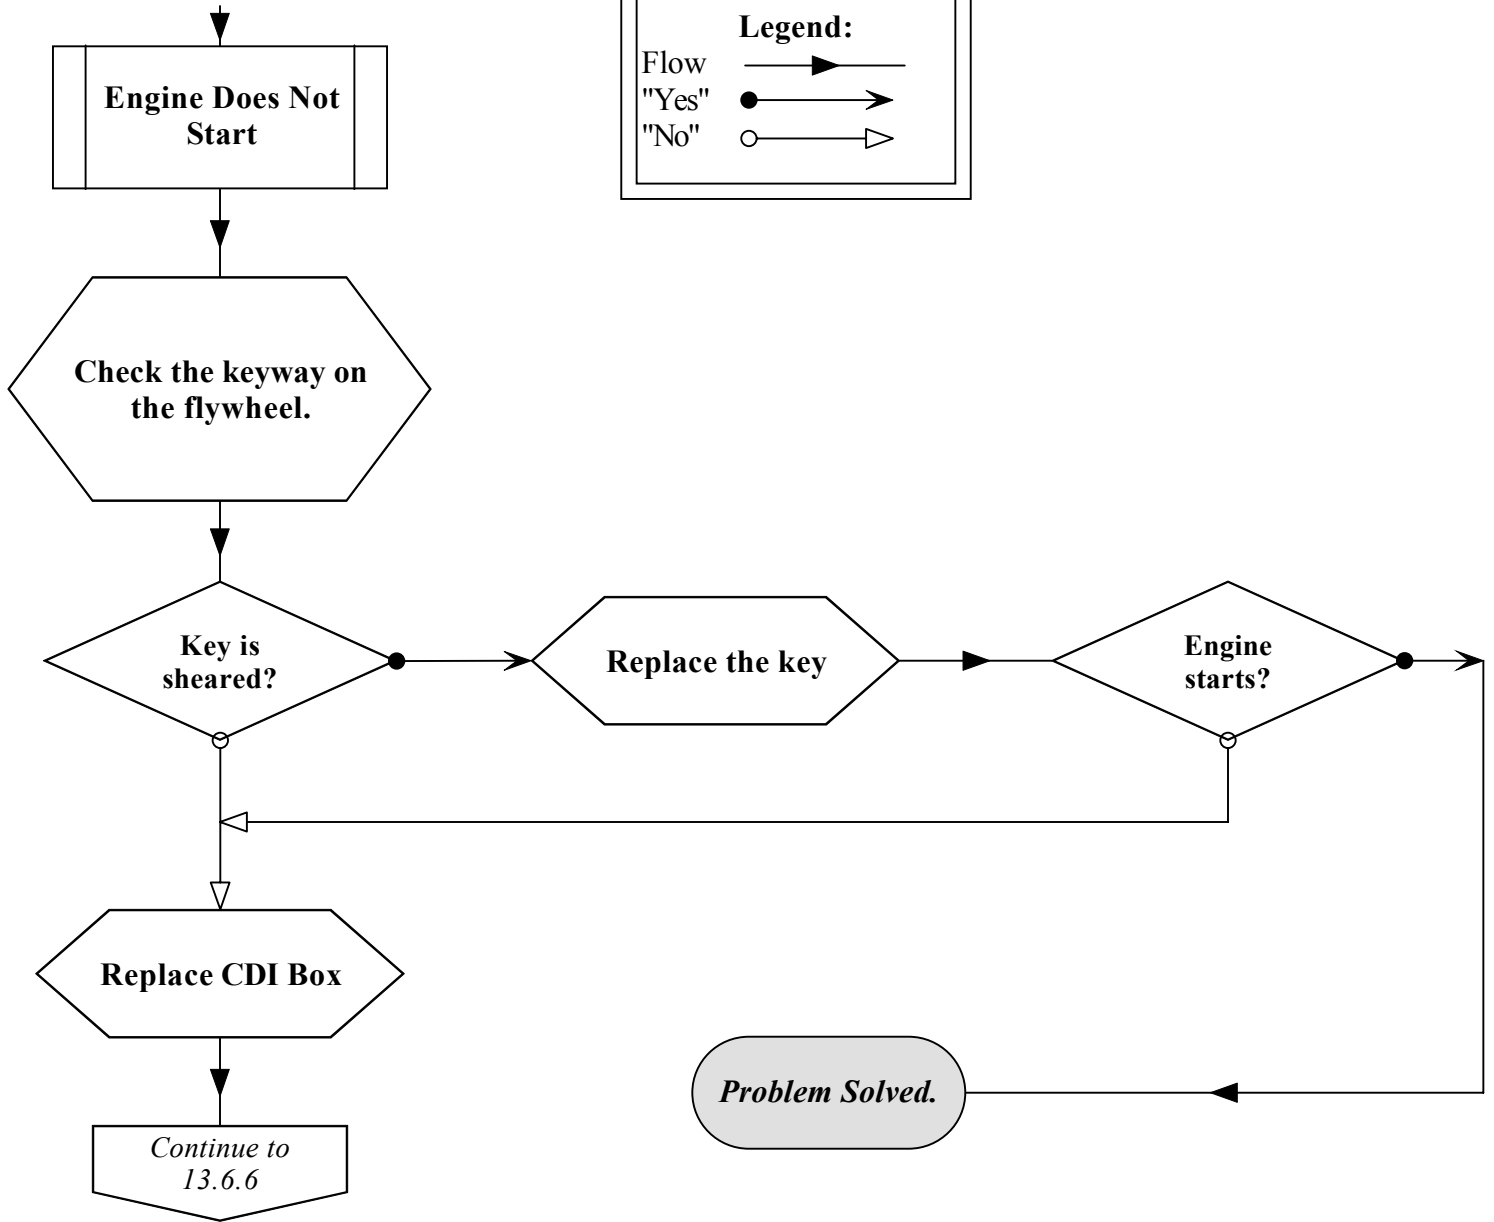 Legend:
Flow
"Yes"
"No"
Engine Does Not
Start
Check the keyway on
the flywheel.
Key is
sheared?
Replace the key
Engine
starts?
Replace CDI Box
Problem Solved.
Continue to
13.6.6